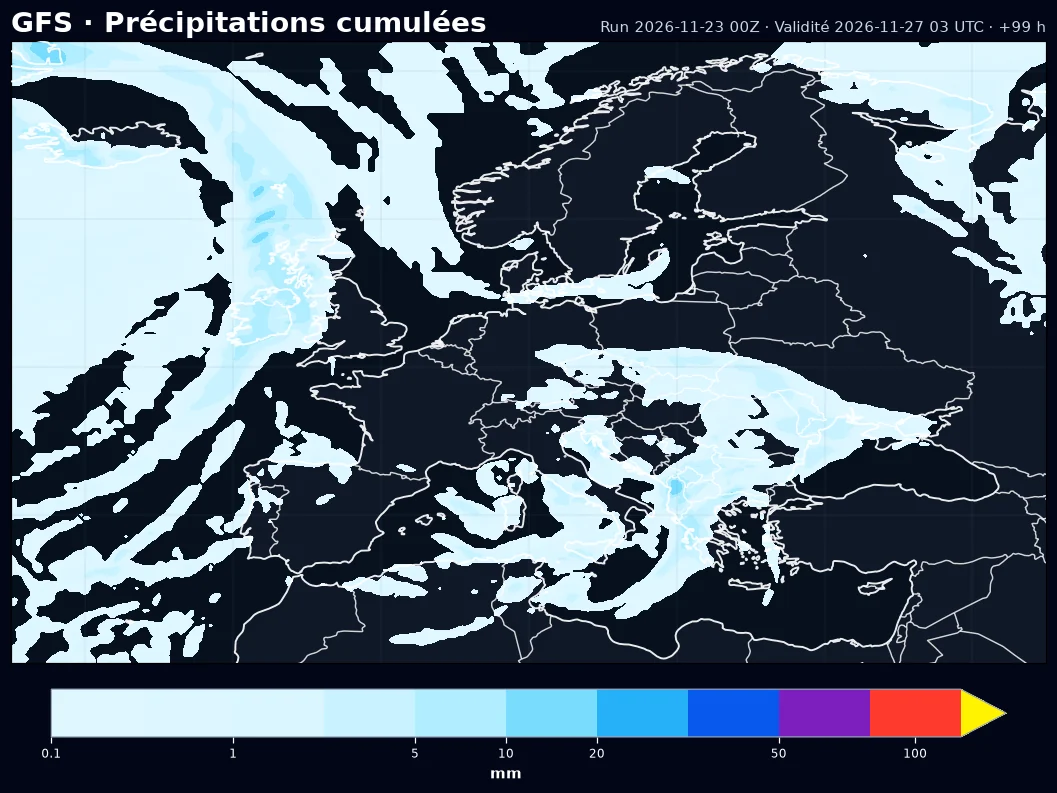 GFS · Précipitations cumulées
Run 2026-11-23 00Z · Validité 2026-11-27 03 UTC · +99 h
0.1 1 5 10 20 50 100
mm